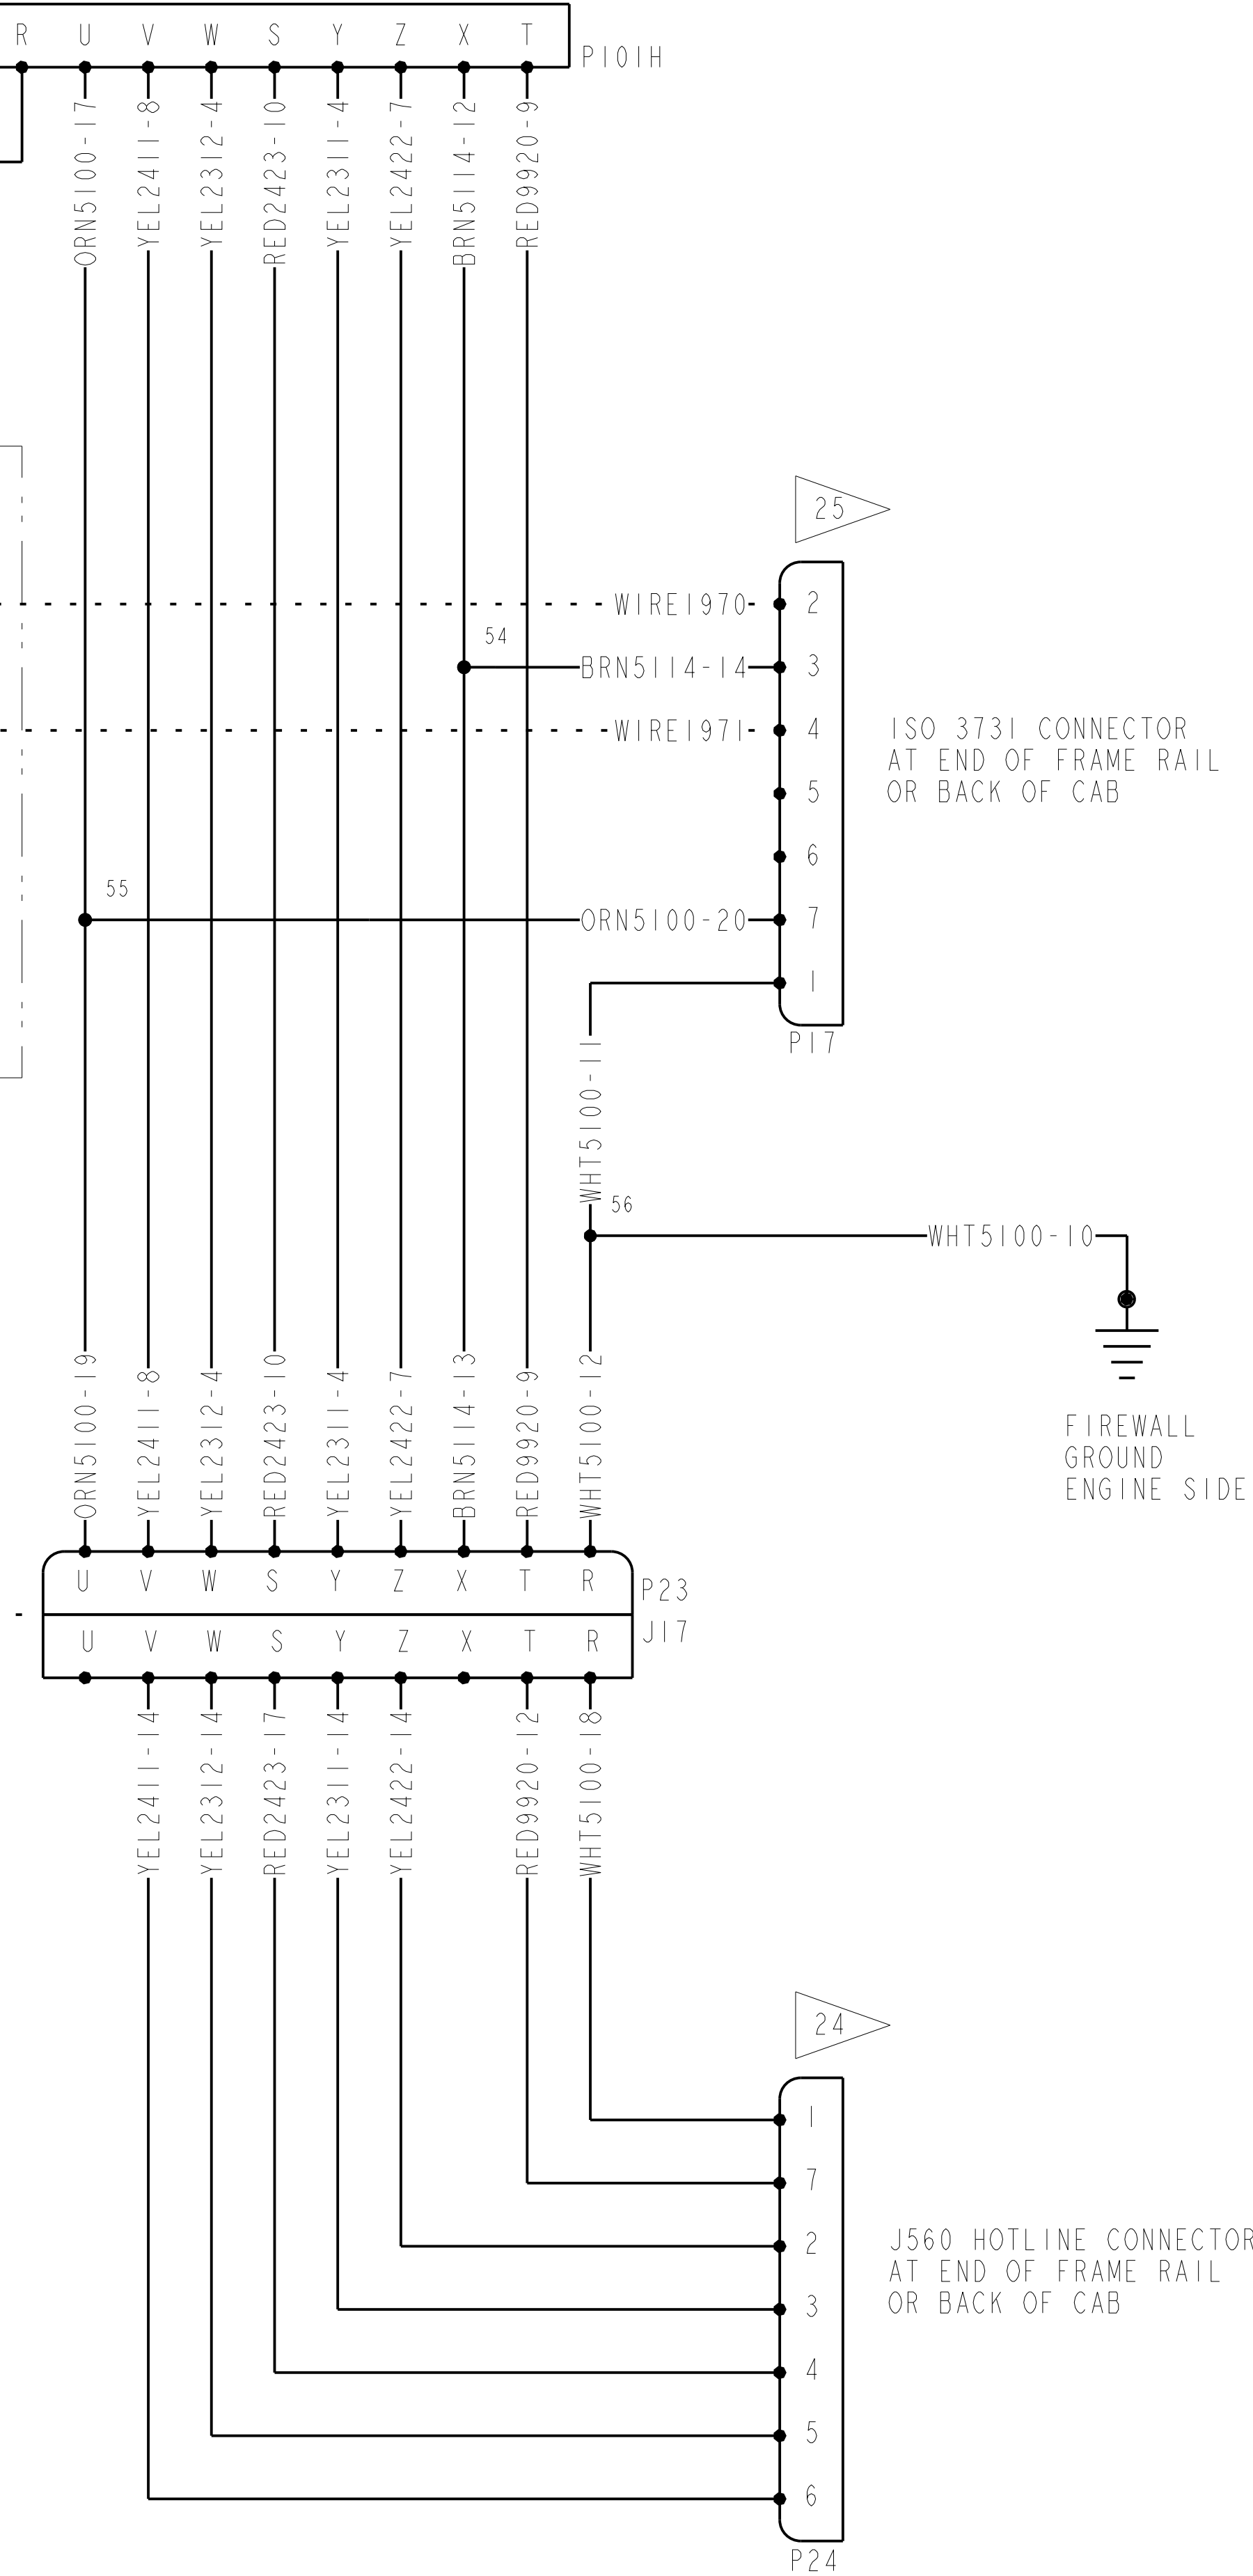 R U V W S Y Z X T
P101H
ORN5100-17
YEL2411-8
YEL2312-4
RED2423-10
YEL2311-4
YEL2422-7
BRN5114-12
RED9920-9
25
WIRE1970 2
54
BRN5114-14 3
WIRE1971 4
5
6
55
ORN5100-20 7
1
P17
ISO 3731 CONNECTOR
AT END OF FRAME RAIL
OR BACK OF CAB
WHT5100-11
56
WHT5100-10
FIREWALL
GROUND
ENGINE SIDE
ORN5100-19
YEL2411-8
YEL2312-4
RED2423-10
YEL2311-4
YEL2422-7
BRN5114-13
RED9920-9
WHT5100-12
U V W S Y Z X T R
P23
J17
U V W S Y Z X T R
YEL2411-14
YEL2312-14
RED2423-17
YEL2311-14
YEL2422-14
RED9920-12
WHT5100-18
24
1
7
2
3
4
5
6
P24
J560 HOTLINE CONNECTOR
AT END OF FRAME RAIL
OR BACK OF CAB